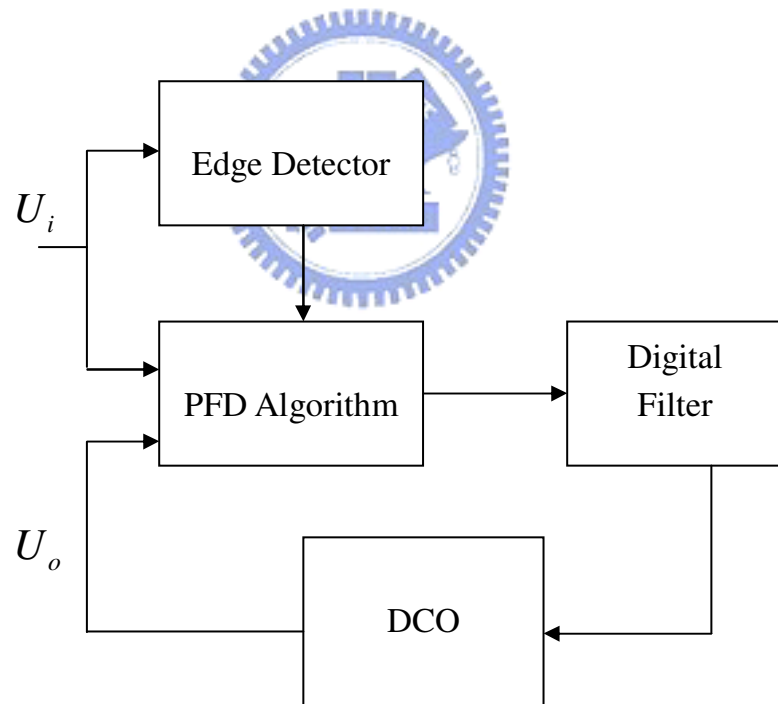 Edge Detector
U_i
PFD Algorithm
Digital
Filter
U_o
DCO